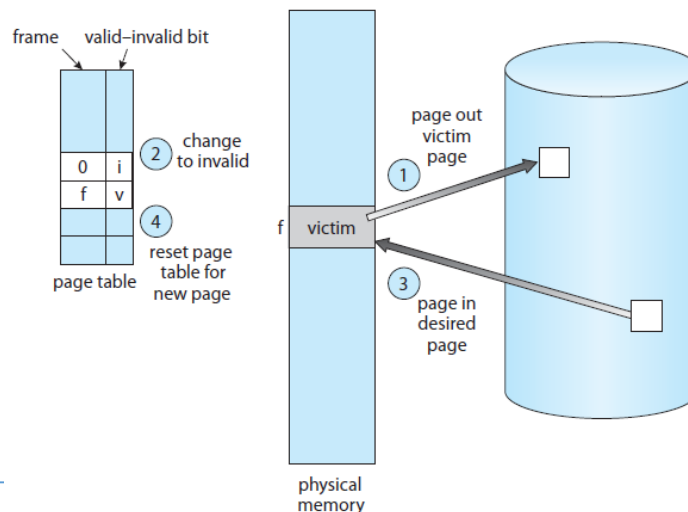 frame
valid–invalid bit
0
i
f
v
2
change
to invalid
4
reset page
table for
new page
page table
f
victim
physical
memory
page out
victim
page
1
3
page in
desired
page